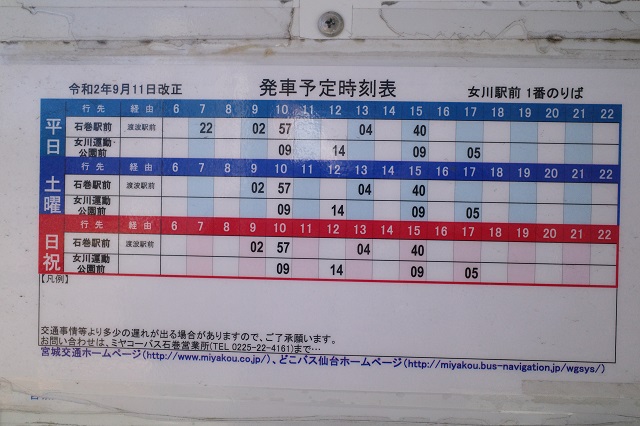 令和2年9月11日改正 発車予定時刻表 女川駅前 1番のりば
平日 行先 経由 6 7 8 9 10 11 12 13 14 15 16 17 18 19 20 21 22
石巻駅前 渡波駅前 22 02 57 04 40
女川運動公園前 09 14 09 05
土曜 行先 経由 6 7 8 9 10 11 12 13 14 15 16 17 18 19 20 21 22
石巻駅前 渡波駅前 02 57 04 40
女川運動公園前 09 14 09 05
日祝 行先 経由 6 7 8 9 10 11 12 13 14 15 16 17 18 19 20 21 22
石巻駅前 渡波駅前 02 57 04 40
女川運動公園前 09 14 09 05
【凡例】
交通事情等より多少の遅れが出る場合がありますので、ご了承願います。
お問い合わせは、ミヤコーバス石巻営業所(TEL 0225-22-4161)まで…
宮城交通ホームページ(http://www.miyakou.co.jp/)、どこバス仙台ホームページ(http://miyakou.bus-navigation.jp/wgsys/)